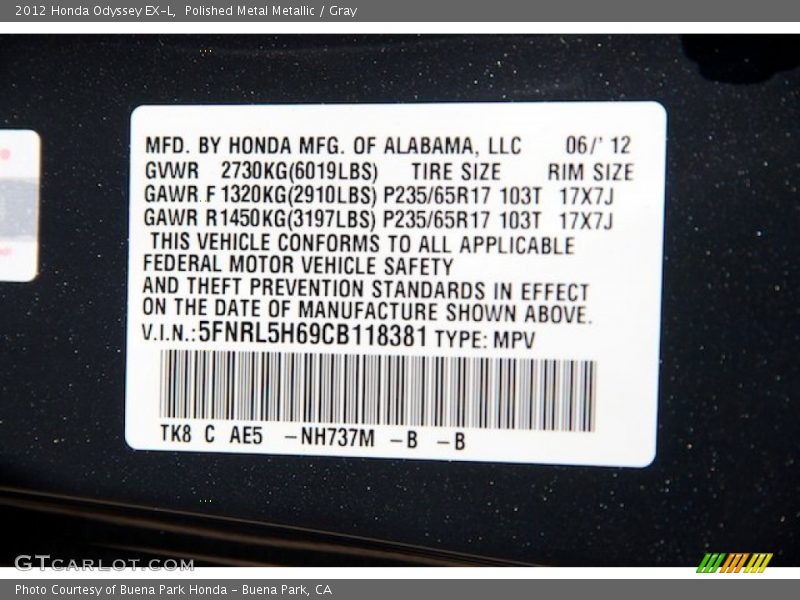 2012 Honda Odyssey EX-L, Polished Metal Metallic / Gray
MFD. BY HONDA MFG. OF ALABAMA, LLC 06/' 12
GVWR 2730KG(6019LBS) TIRE SIZE RIM SIZE
GAWR F 1320KG(2910LBS) P235/65R17 103T 17X7J
GAWR R1450KG(3197LBS) P235/65R17 103T 17X7J
THIS VEHICLE CONFORMS TO ALL APPLICABLE
FEDERAL MOTOR VEHICLE SAFETY
AND THEFT PREVENTION STANDARDS IN EFFECT
ON THE DATE OF MANUFACTURE SHOWN ABOVE.
V.I.N.:5FNRL5H69CB118381 TYPE: MPV
TK8 C AE5 -NH737M -B -B
GTCARLOT.COM
Photo Courtesy of Buena Park Honda - Buena Park, CA